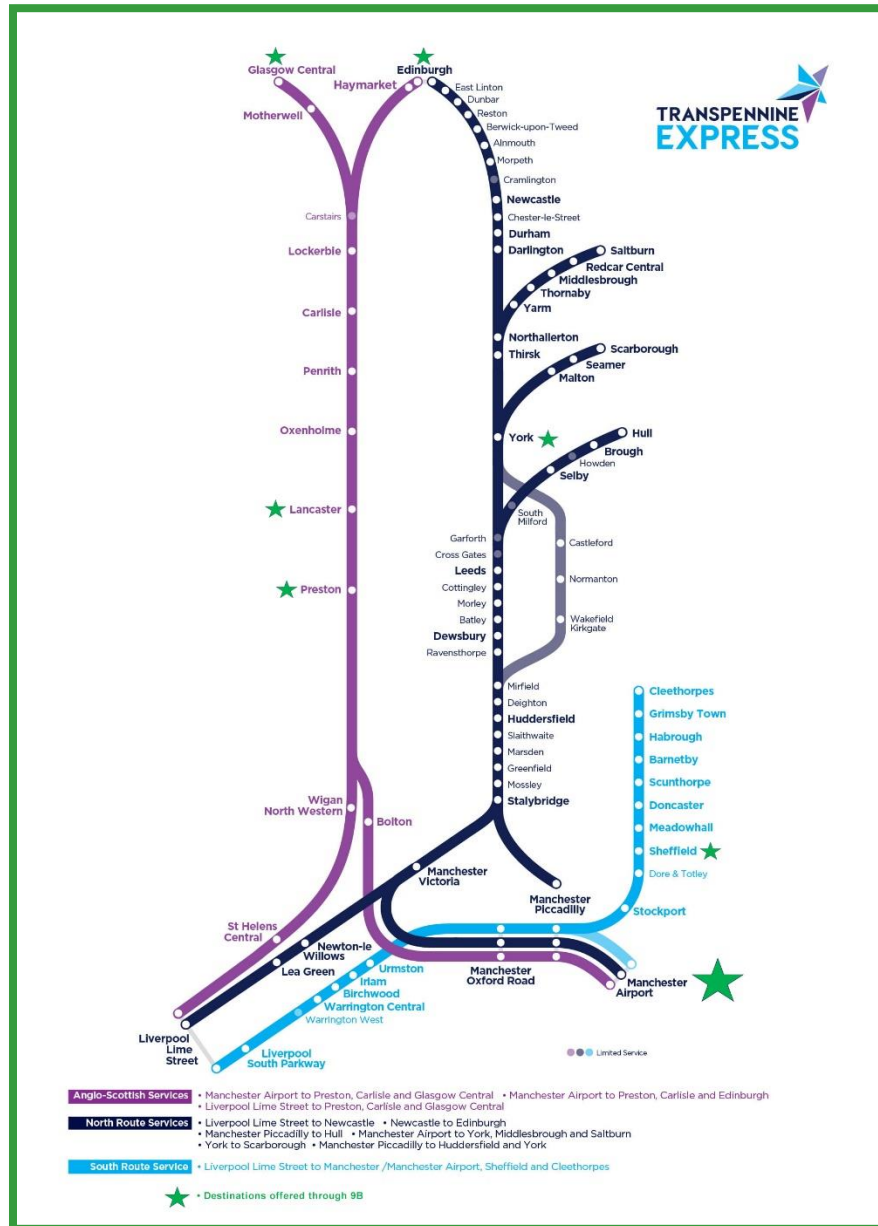 Glasgow Central
Edinburgh
Haymarket
Motherwell
East Linton
Dunbar
Reston
Berwick-upon-Tweed
Alnmouth
Morpeth
Cramlington
Newcastle
Chester-le-Street
Durham
Darlington
TRANSPENNINE
EXPRESS
Carstairs
Lockerbie
Carlisle
Penrith
Oxenholme
Lancaster
Preston
Saltburn
Redcar Central
Middlesbrough
Thornaby
Yarm
Northallerton
Thirsk
Scarborough
Seamer
Malton
York
Hull
Brough
Howden
Selby
South
Milford
Garforth
Cross Gates
Leeds
Cottingley
Morley
Batley
Dewsbury
Ravensthorpe
Castleford
Normanton
Wakefield
Kirkgate
Mirfield
Deighton
Huddersfield
Slaithwaite
Marsden
Greenfield
Mossley
Stalybridge
Cleethorpes
Grimsby Town
Habrough
Barnetby
Scunthorpe
Doncaster
Meadowhall
Sheffield
Dore & Totley
Stockport
Wigan
North Western
Bolton
Manchester
Victoria
Manchester
Piccadilly
St Helens
Central
Newton-le
Willows
Lea Green
Urmston
Irlam
Birchwood
Warrington Central
Warrington West
Manchester
Oxford Road
Manchester
Airport
Liverpool
Lime
Street
Liverpool
South Parkway
Limited Service
Anglo-Scottish Services • Manchester Airport to Preston, Carlisle and Glasgow Central • Manchester Airport to Preston, Carlisle and Edinburgh
• Liverpool Lime Street to Preston, Carlisle and Glasgow Central
North Route Services • Liverpool Lime Street to Newcastle • Newcastle to Edinburgh
• Manchester Piccadilly to Hull • Manchester Airport to York, Middlesbrough and Saltburn
• York to Scarborough • Manchester Piccadilly to Huddersfield and York
South Route Service • Liverpool Lime Street to Manchester /Manchester Airport, Sheffield and Cleethorpes
• Destinations offered through 9B